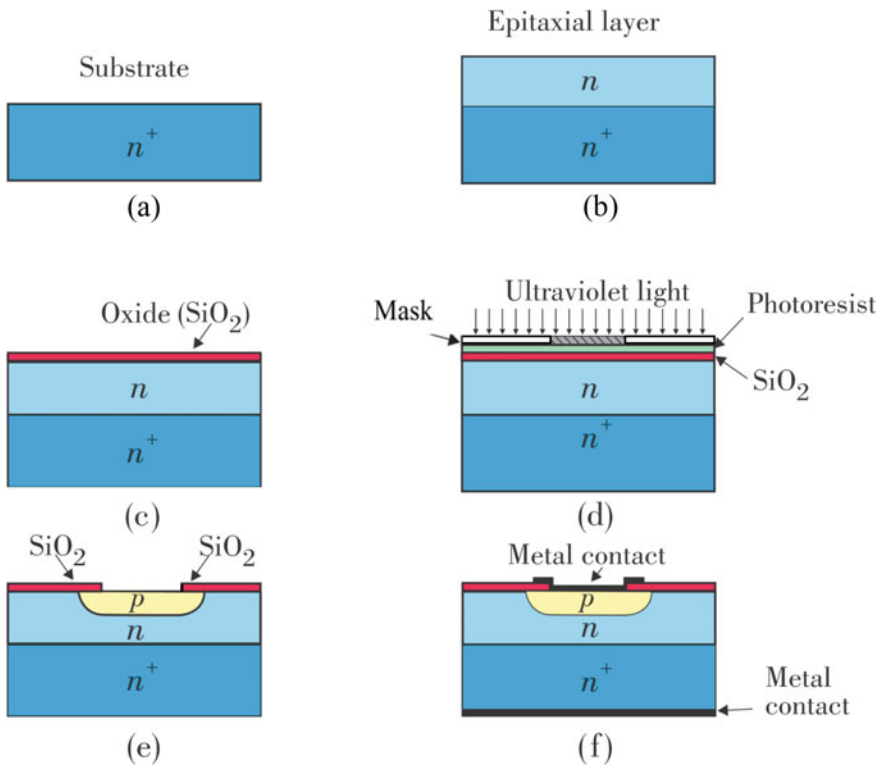 Substrate
n+
(a)
Epitaxial layer
n
n+
(b)
Oxide (SiO2)
n
n+
(c)
Ultraviolet light
Mask
Photoresist
SiO2
n
n+
(d)
SiO2 SiO2
p
n
n+
(e)
Metal contact
p
n
n+
Metal
contact
(f)